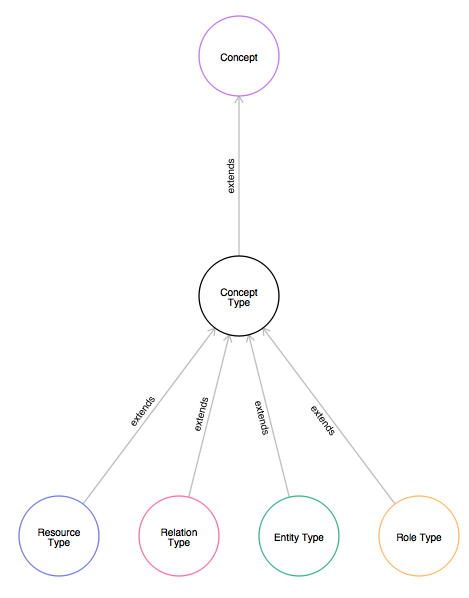 Concept
extends
Concept
Type
extends
extends
extends
extends
Resource
Type
Relation
Type
Entity Type
Role Type